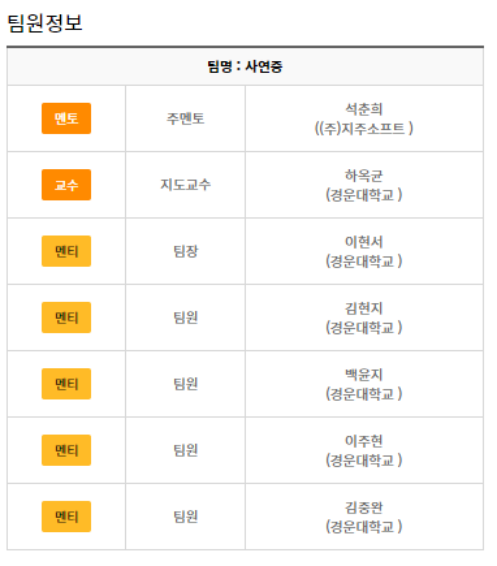 팀원정보
팀명 : 사연중
멘토 주멘토 석춘희
((주)지주소프트 )
교수 지도교수 하옥균
(경운대학교 )
멘티 팀장 이현서
(경운대학교 )
멘티 팀원 김현지
(경운대학교 )
멘티 팀원 백윤지
(경운대학교 )
멘티 팀원 이주현
(경운대학교 )
멘티 팀원 김중완
(경운대학교 )